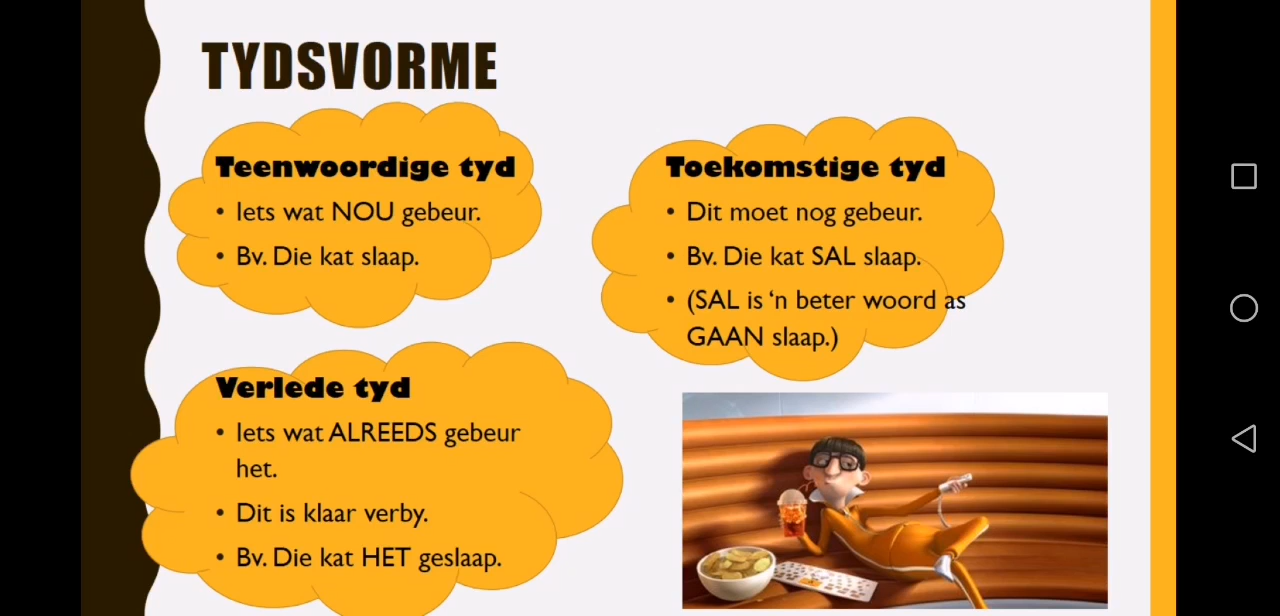 TYDSVORME
Teenwoordige tyd
• Iets wat NOU gebeur.
• Bv. Die kat slaap.
Verlede tyd
• Iets wat ALREEDS gebeur
het.
• Dit is klaar verby.
• Bv. Die kat HET geslaap.
Toekomstige tyd
• Dit moet nog gebeur.
• Bv. Die kat SAL slaap.
• (SAL is ‘n beter woord as
GAAN slaap.)